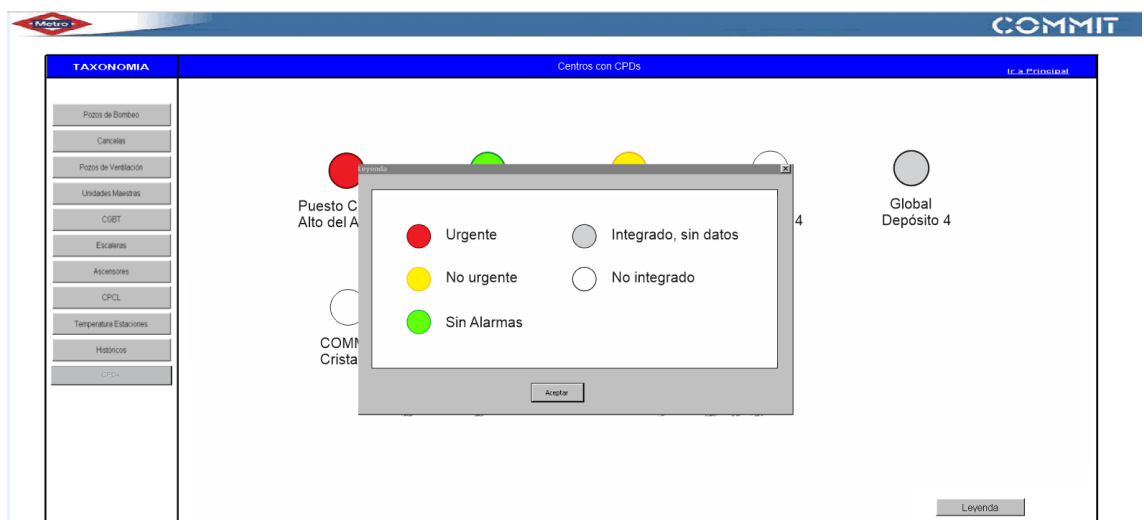 Metro
COMMIT
TAXONOMIA
Centros con CPDs
Ir a Principal
Pozos de Bombeo
Cancelas
Pozos de Ventilación
Unidades Maestras
CGBT
Escaleras
Ascensores
CPCL
Temperatura Estaciones
Históricos
CPDs
Puesto C
Alto del A
4
Global
Depósito 4
COMM
Crista
Leyenda
Urgente
Integrado, sin datos
No urgente
No integrado
Sin Alarmas
Aceptar
Leyenda